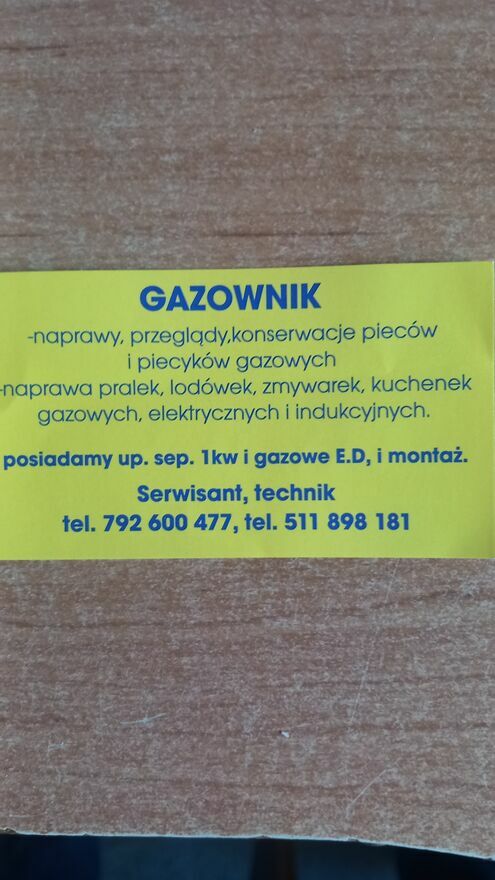 GAZOWNIK
-naprawy, przeglądy,konserwacje pieców
i piecyków gazowych
-naprawa pralek, lodówek, zmywarek, kuchenek
gazowych, elektrycznych i indukcyjnych.
posiadamy up. sep. 1kw i gazowe E.D, i montaż.
Serwisant, technik
tel. 792 600 477, tel. 511 898 181